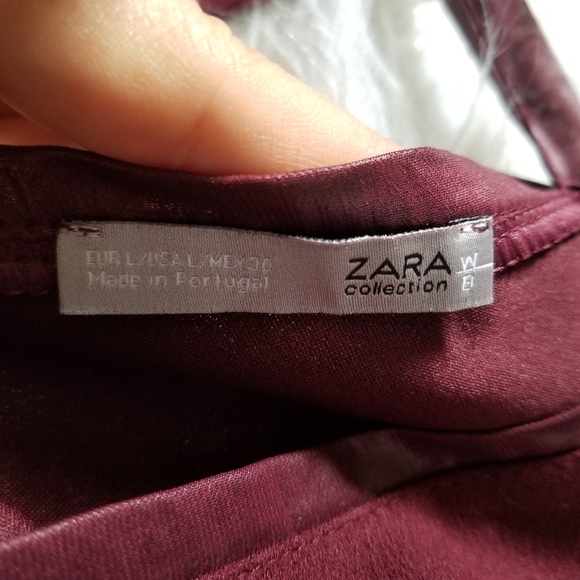 EUR L/USA L/MEX 30
Made in Portugal
ZARA
collection
W
B